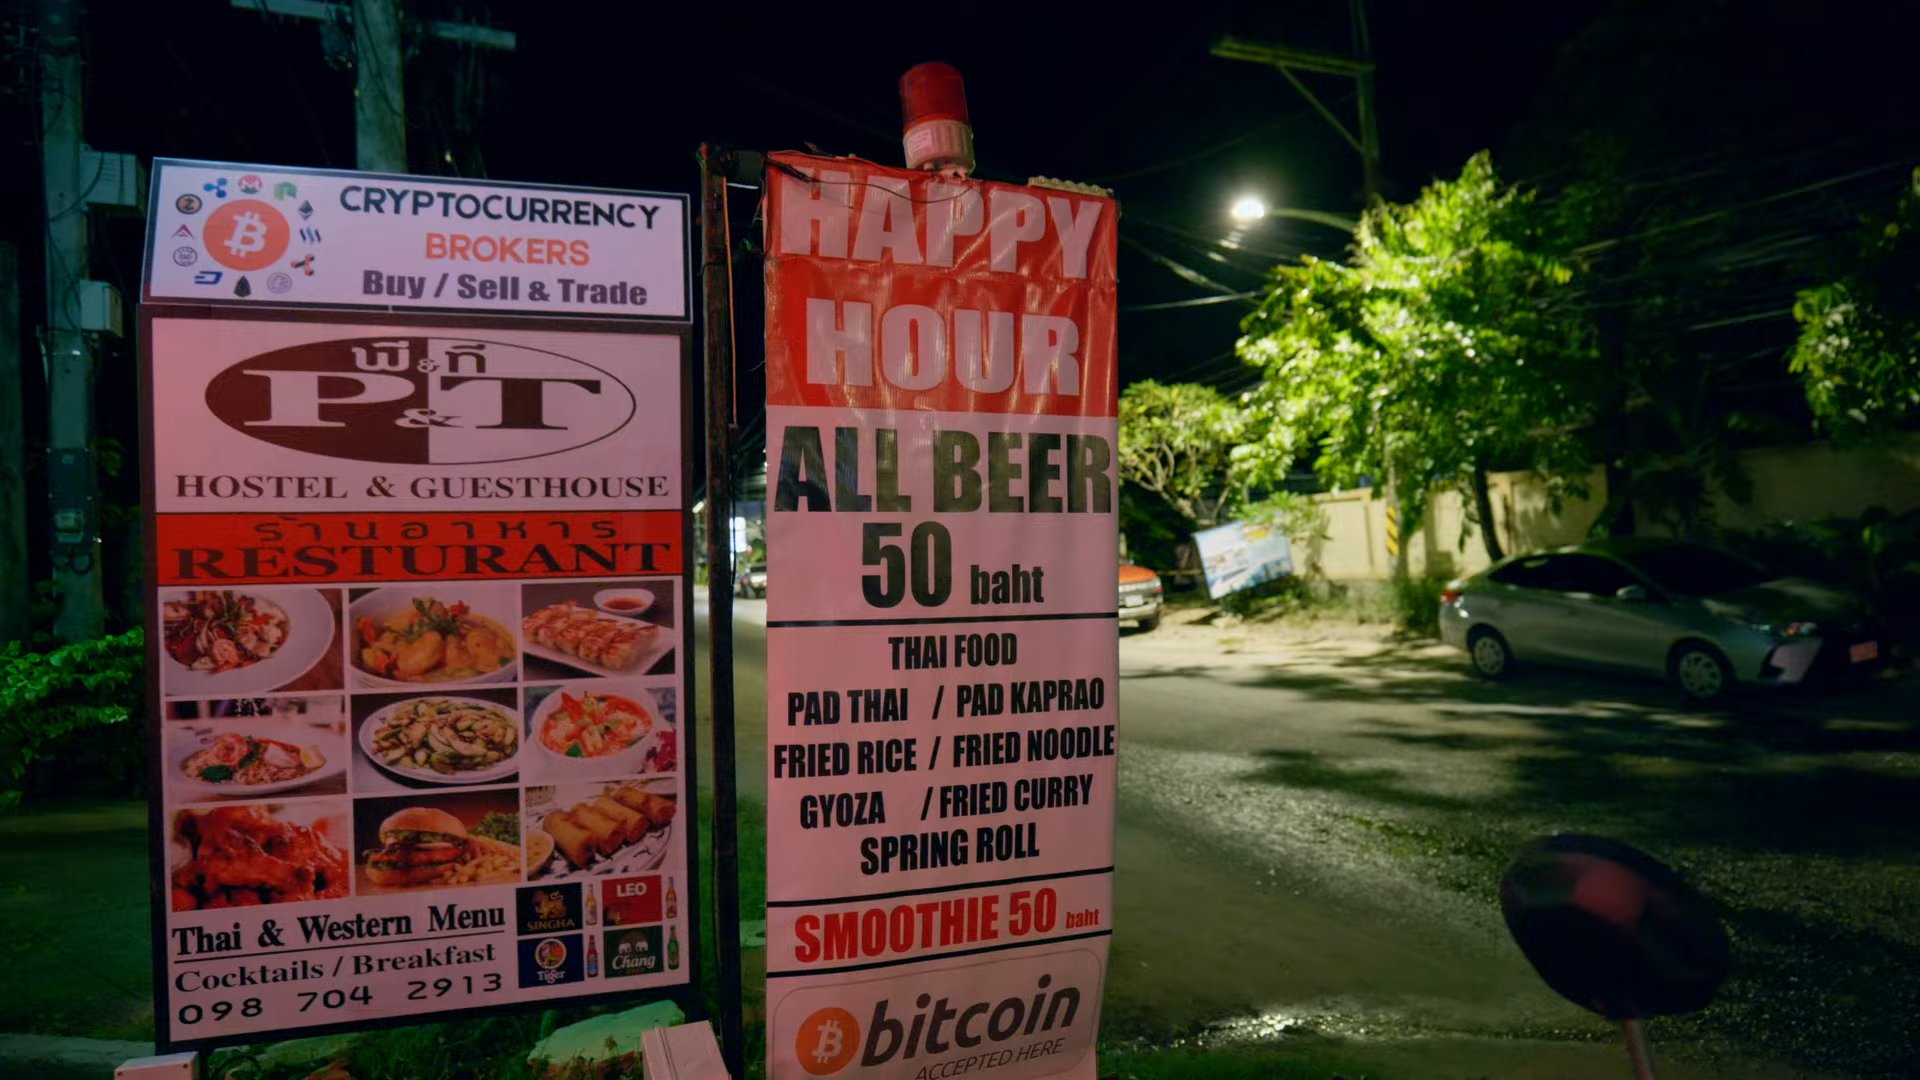 CRYPTOCURRENCY
BROKERS
Buy / Sell & Trade
พี & ที
P & T
HOSTEL & GUESTHOUSE
ร้านอาหาร
RESTURANT
Thai & Western Menu
Cocktails / Breakfast
098 704 2913
SINGHA
LEO
Tiger
Chang
HAPPY
HOUR
ALL BEER
50 baht
THAI FOOD
PAD THAI / PAD KAPRAO
FRIED RICE / FRIED NOODLE
GYOZA / FRIED CURRY
SPRING ROLL
SMOOTHIE 50 baht
bitcoin
ACCEPTED HERE